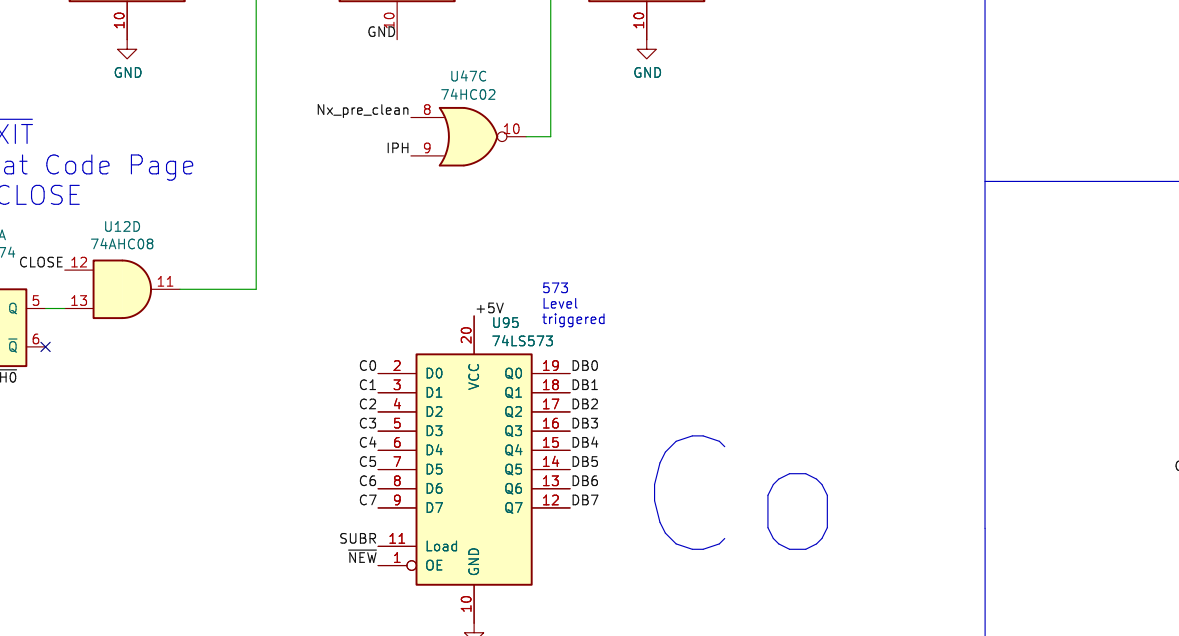 10
GND
10
GND
10
GND
U47C
74HC02
Nx_pre_clean 8
IPH 9
10
XIT
at Code Page
CLOSE
U12D
74AHC08
A
74
CLOSE 12
11
Q 5 13
Q 6
H0
573
Level
triggered
+5V
U95
74LS573
20
VCC
C0 2 D0 Q0 19 DB0
C1 3 D1 Q1 18 DB1
C2 4 D2 Q2 17 DB2
C3 5 D3 Q3 16 DB3
C4 6 D4 Q4 15 DB4
C5 7 D5 Q5 14 DB5
C6 8 D6 Q6 13 DB6
C7 9 D7 Q7 12 DB7
SUBR 11 Load
NEW 1 OE
GND
10
Co